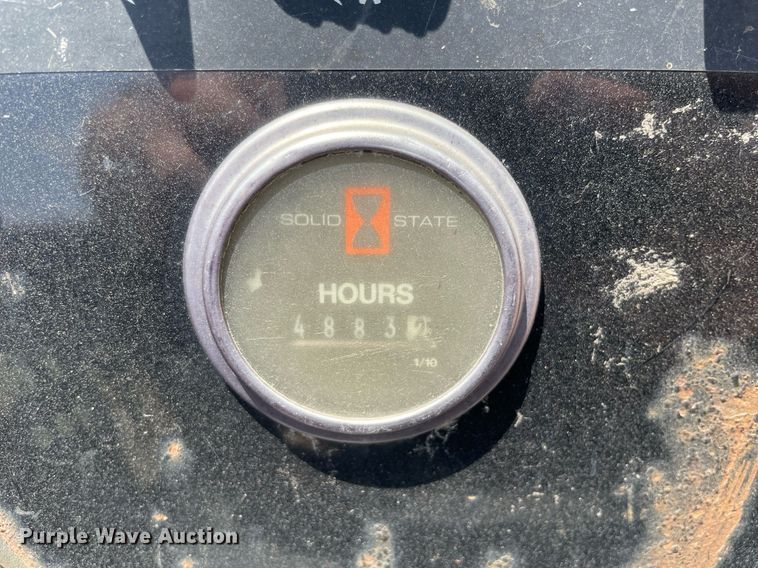 SOLID STATE
HOURS
4883
1/10
Purple Wave Auction